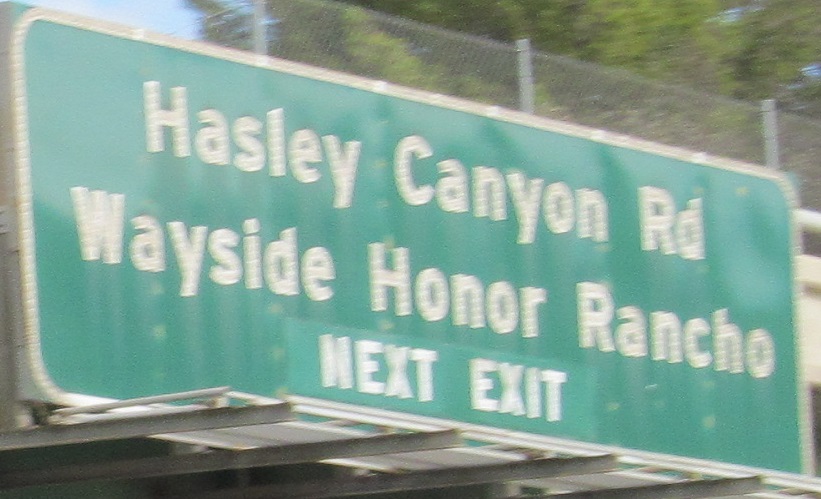 Hasley Canyon Rd
Wayside Honor Rancho
NEXT EXIT